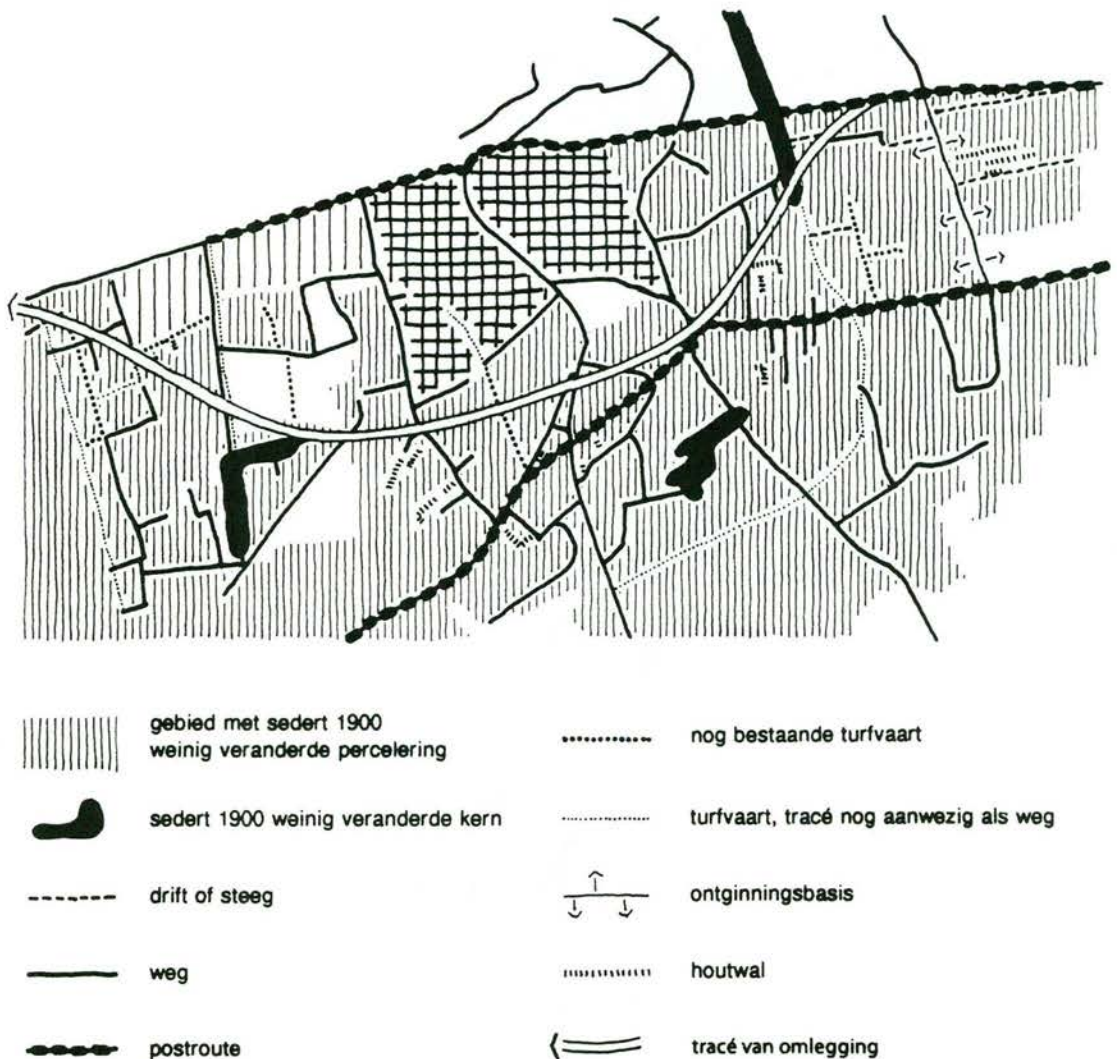 gebied met sedert 1900
weinig veranderde percelering
sedert 1900 weinig veranderde kern
drift of steeg
weg
postroute
nog bestaande turfvaart
turfvaart, tracé nog aanwezig als weg
ontginningsbasis
houtwal
tracé van omlegging